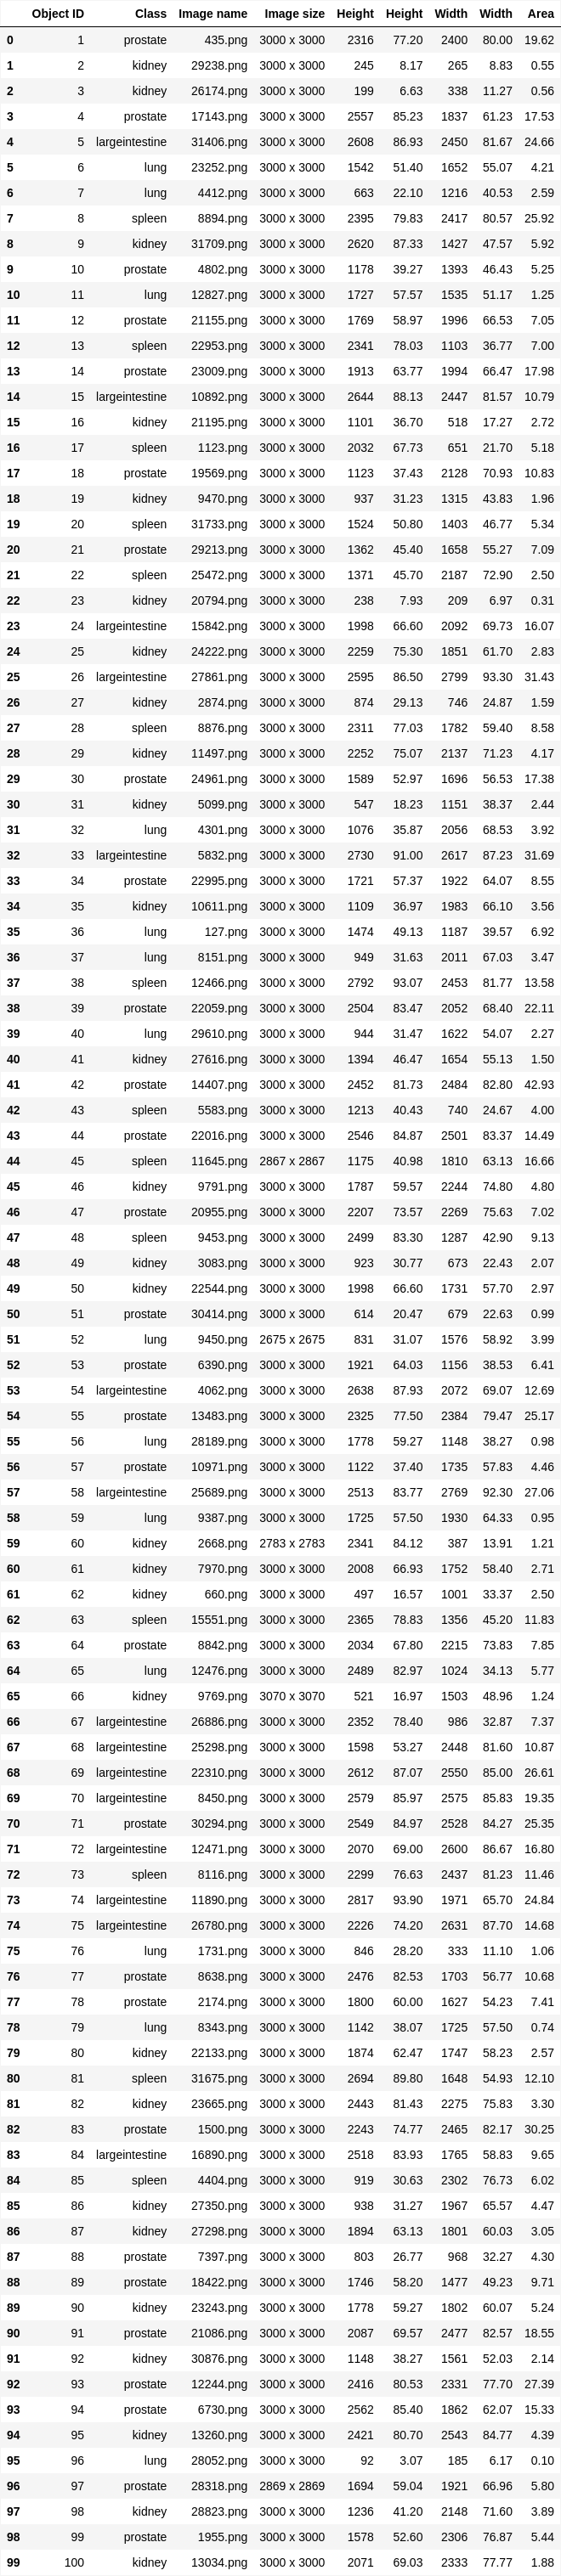 Object ID Class Image name Image size Height Height Width Width Area
0 1 prostate 435.png 3000 x 3000 2316 77.20 2400 80.00 19.62
1 2 kidney 29238.png 3000 x 3000 245 8.17 265 8.83 0.55
2 3 kidney 26174.png 3000 x 3000 199 6.63 338 11.27 0.56
3 4 prostate 17143.png 3000 x 3000 2557 85.23 1837 61.23 17.53
4 5 largeintestine 31406.png 3000 x 3000 2608 86.93 2450 81.67 24.66
5 6 lung 23252.png 3000 x 3000 1542 51.40 1652 55.07 4.21
6 7 lung 4412.png 3000 x 3000 663 22.10 1216 40.53 2.59
7 8 spleen 8894.png 3000 x 3000 2395 79.83 2417 80.57 25.92
8 9 kidney 31709.png 3000 x 3000 2620 87.33 1427 47.57 5.92
9 10 prostate 4802.png 3000 x 3000 1178 39.27 1393 46.43 5.25
10 11 lung 12827.png 3000 x 3000 1727 57.57 1535 51.17 1.25
11 12 prostate 21155.png 3000 x 3000 1769 58.97 1996 66.53 7.05
12 13 spleen 22953.png 3000 x 3000 2341 78.03 1103 36.77 7.00
13 14 prostate 23009.png 3000 x 3000 1913 63.77 1994 66.47 17.98
14 15 largeintestine 10892.png 3000 x 3000 2644 88.13 2447 81.57 10.79
15 16 kidney 21195.png 3000 x 3000 1101 36.70 518 17.27 2.72
16 17 spleen 1123.png 3000 x 3000 2032 67.73 651 21.70 5.18
17 18 prostate 19569.png 3000 x 3000 1123 37.43 2128 70.93 10.83
18 19 kidney 9470.png 3000 x 3000 937 31.23 1315 43.83 1.96
19 20 spleen 31733.png 3000 x 3000 1524 50.80 1403 46.77 5.34
20 21 prostate 29213.png 3000 x 3000 1362 45.40 1658 55.27 7.09
21 22 spleen 25472.png 3000 x 3000 1371 45.70 2187 72.90 2.50
22 23 kidney 20794.png 3000 x 3000 238 7.93 209 6.97 0.31
23 24 largeintestine 15842.png 3000 x 3000 1998 66.60 2092 69.73 16.07
24 25 kidney 24222.png 3000 x 3000 2259 75.30 1851 61.70 2.83
25 26 largeintestine 27861.png 3000 x 3000 2595 86.50 2799 93.30 31.43
26 27 kidney 2874.png 3000 x 3000 874 29.13 746 24.87 1.59
27 28 spleen 8876.png 3000 x 3000 2311 77.03 1782 59.40 8.58
28 29 kidney 11497.png 3000 x 3000 2252 75.07 2137 71.23 4.17
29 30 prostate 24961.png 3000 x 3000 1589 52.97 1696 56.53 17.38
30 31 kidney 5099.png 3000 x 3000 547 18.23 1151 38.37 2.44
31 32 lung 4301.png 3000 x 3000 1076 35.87 2056 68.53 3.92
32 33 largeintestine 5832.png 3000 x 3000 2730 91.00 2617 87.23 31.69
33 34 prostate 22995.png 3000 x 3000 1721 57.37 1922 64.07 8.55
34 35 kidney 10611.png 3000 x 3000 1109 36.97 1983 66.10 3.56
35 36 lung 127.png 3000 x 3000 1474 49.13 1187 39.57 6.92
36 37 lung 8151.png 3000 x 3000 949 31.63 2011 67.03 3.47
37 38 spleen 12466.png 3000 x 3000 2792 93.07 2453 81.77 13.58
38 39 prostate 22059.png 3000 x 3000 2504 83.47 2052 68.40 22.11
39 40 lung 29610.png 3000 x 3000 944 31.47 1622 54.07 2.27
40 41 kidney 27616.png 3000 x 3000 1394 46.47 1654 55.13 1.50
41 42 prostate 14407.png 3000 x 3000 2452 81.73 2484 82.80 42.93
42 43 spleen 5583.png 3000 x 3000 1213 40.43 740 24.67 4.00
43 44 prostate 22016.png 3000 x 3000 2546 84.87 2501 83.37 14.49
44 45 spleen 11645.png 2867 x 2867 1175 40.98 1810 63.13 16.66
45 46 kidney 9791.png 3000 x 3000 1787 59.57 2244 74.80 4.80
46 47 prostate 20955.png 3000 x 3000 2207 73.57 2269 75.63 7.02
47 48 spleen 9453.png 3000 x 3000 2499 83.30 1287 42.90 9.13
48 49 kidney 3083.png 3000 x 3000 923 30.77 673 22.43 2.07
49 50 kidney 22544.png 3000 x 3000 1998 66.60 1731 57.70 2.97
50 51 prostate 30414.png 3000 x 3000 614 20.47 679 22.63 0.99
51 52 lung 9450.png 2675 x 2675 831 31.07 1576 58.92 3.99
52 53 prostate 6390.png 3000 x 3000 1921 64.03 1156 38.53 6.41
53 54 largeintestine 4062.png 3000 x 3000 2638 87.93 2072 69.07 12.69
54 55 prostate 13483.png 3000 x 3000 2325 77.50 2384 79.47 25.17
55 56 lung 28189.png 3000 x 3000 1778 59.27 1148 38.27 0.98
56 57 prostate 10971.png 3000 x 3000 1122 37.40 1735 57.83 4.46
57 58 largeintestine 25689.png 3000 x 3000 2513 83.77 2769 92.30 27.06
58 59 lung 9387.png 3000 x 3000 1725 57.50 1930 64.33 0.95
59 60 kidney 2668.png 2783 x 2783 2341 84.12 387 13.91 1.21
60 61 kidney 7970.png 3000 x 3000 2008 66.93 1752 58.40 2.71
61 62 kidney 660.png 3000 x 3000 497 16.57 1001 33.37 2.50
62 63 spleen 15551.png 3000 x 3000 2365 78.83 1356 45.20 11.83
63 64 prostate 8842.png 3000 x 3000 2034 67.80 2215 73.83 7.85
64 65 lung 12476.png 3000 x 3000 2489 82.97 1024 34.13 5.77
65 66 kidney 9769.png 3070 x 3070 521 16.97 1503 48.96 1.24
66 67 largeintestine 26886.png 3000 x 3000 2352 78.40 986 32.87 7.37
67 68 largeintestine 25298.png 3000 x 3000 1598 53.27 2448 81.60 10.87
68 69 largeintestine 22310.png 3000 x 3000 2612 87.07 2550 85.00 26.61
69 70 largeintestine 8450.png 3000 x 3000 2579 85.97 2575 85.83 19.35
70 71 prostate 30294.png 3000 x 3000 2549 84.97 2528 84.27 25.35
71 72 largeintestine 12471.png 3000 x 3000 2070 69.00 2600 86.67 16.80
72 73 spleen 8116.png 3000 x 3000 2299 76.63 2437 81.23 11.46
73 74 largeintestine 11890.png 3000 x 3000 2817 93.90 1971 65.70 24.84
74 75 largeintestine 26780.png 3000 x 3000 2226 74.20 2631 87.70 14.68
75 76 lung 1731.png 3000 x 3000 846 28.20 333 11.10 1.06
76 77 prostate 8638.png 3000 x 3000 2476 82.53 1703 56.77 10.68
77 78 prostate 2174.png 3000 x 3000 1800 60.00 1627 54.23 7.41
78 79 lung 8343.png 3000 x 3000 1142 38.07 1725 57.50 0.74
79 80 kidney 22133.png 3000 x 3000 1874 62.47 1747 58.23 2.57
80 81 spleen 31675.png 3000 x 3000 2694 89.80 1648 54.93 12.10
81 82 kidney 23665.png 3000 x 3000 2443 81.43 2275 75.83 3.30
82 83 prostate 1500.png 3000 x 3000 2243 74.77 2465 82.17 30.25
83 84 largeintestine 16890.png 3000 x 3000 2518 83.93 1765 58.83 9.65
84 85 spleen 4404.png 3000 x 3000 919 30.63 2302 76.73 6.02
85 86 kidney 27350.png 3000 x 3000 938 31.27 1967 65.57 4.47
86 87 kidney 27298.png 3000 x 3000 1894 63.13 1801 60.03 3.05
87 88 prostate 7397.png 3000 x 3000 803 26.77 968 32.27 4.30
88 89 prostate 18422.png 3000 x 3000 1746 58.20 1477 49.23 9.71
89 90 kidney 23243.png 3000 x 3000 1778 59.27 1802 60.07 5.24
90 91 prostate 21086.png 3000 x 3000 2087 69.57 2477 82.57 18.55
91 92 kidney 30876.png 3000 x 3000 1148 38.27 1561 52.03 2.14
92 93 prostate 12244.png 3000 x 3000 2416 80.53 2331 77.70 27.39
93 94 prostate 6730.png 3000 x 3000 2562 85.40 1862 62.07 15.33
94 95 kidney 13260.png 3000 x 3000 2421 80.70 2543 84.77 4.39
95 96 lung 28052.png 3000 x 3000 92 3.07 185 6.17 0.10
96 97 prostate 28318.png 2869 x 2869 1694 59.04 1921 66.96 5.80
97 98 kidney 28823.png 3000 x 3000 1236 41.20 2148 71.60 3.89
98 99 prostate 1955.png 3000 x 3000 1578 52.60 2306 76.87 5.44
99 100 kidney 13034.png 3000 x 3000 2071 69.03 2333 77.77 1.88